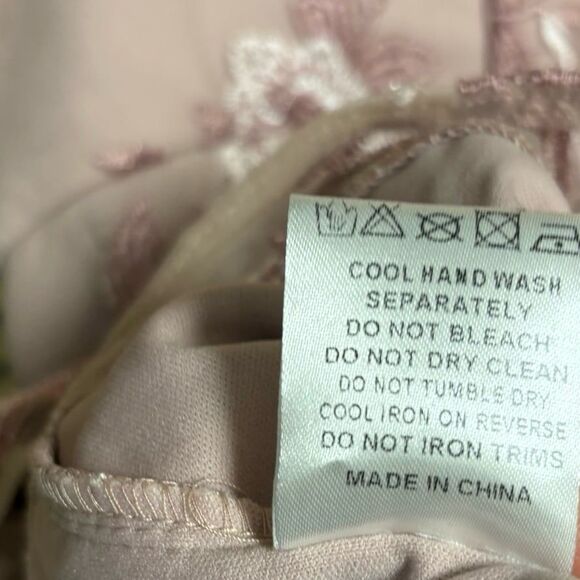 COOL HAND WASH
SEPARATELY
DO NOT BLEACH
DO NOT DRY CLEAN
DO NOT TUMBLE DRY
COOL IRON ON REVERSE
DO NOT IRON TRIMS
MADE IN CHINA